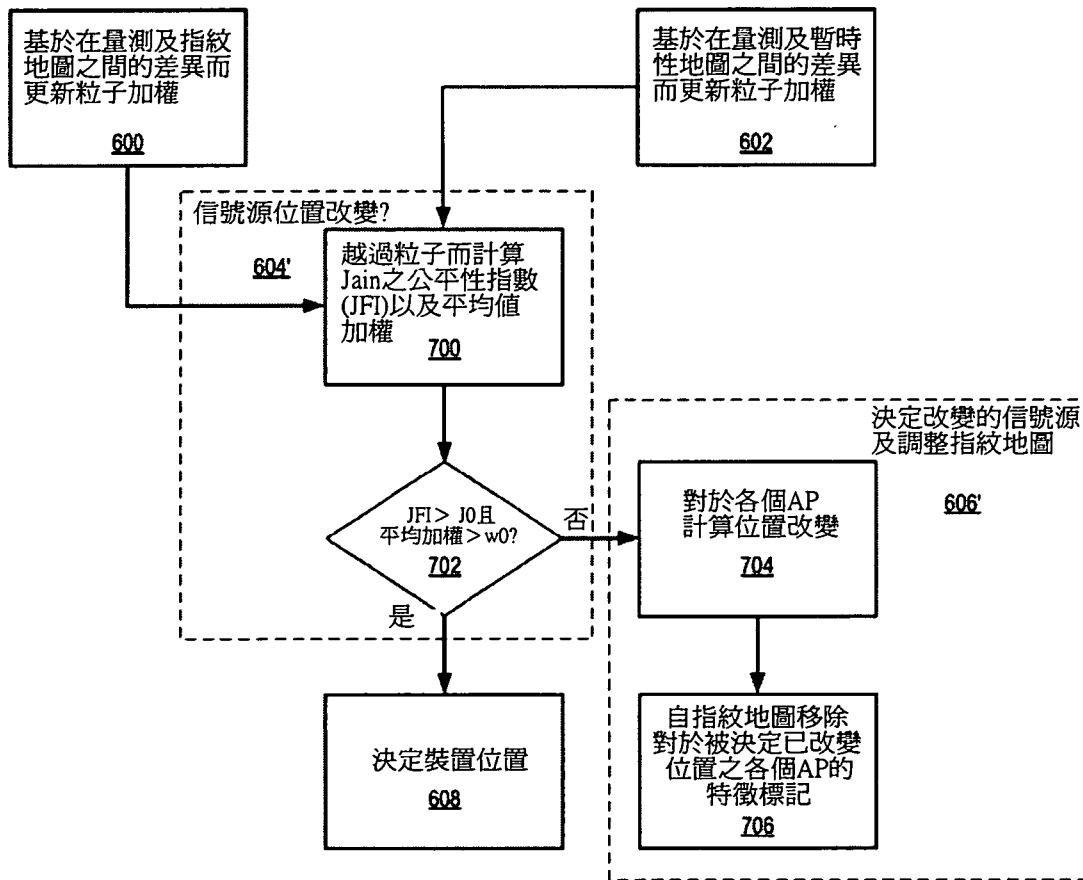 基於在量測及指紋
地圖之間的差異而
更新粒子加權
600
基於在量測及暫時
性地圖之間的差異
而更新粒子加權
602
信號源位置改變?
604'
越過粒子而計算
Jain之公平性指數
(JFI)以及平均值
加權
700
JFI> J0且
平均加權>w0?
702
否
是
決定改變的信號源
及調整指紋地圖
606'
對於各個AP
計算位置改變
704
決定裝置位置
608
自指紋地圖移除
對於被決定已改變
位置之各個AP的
特徵標記
706